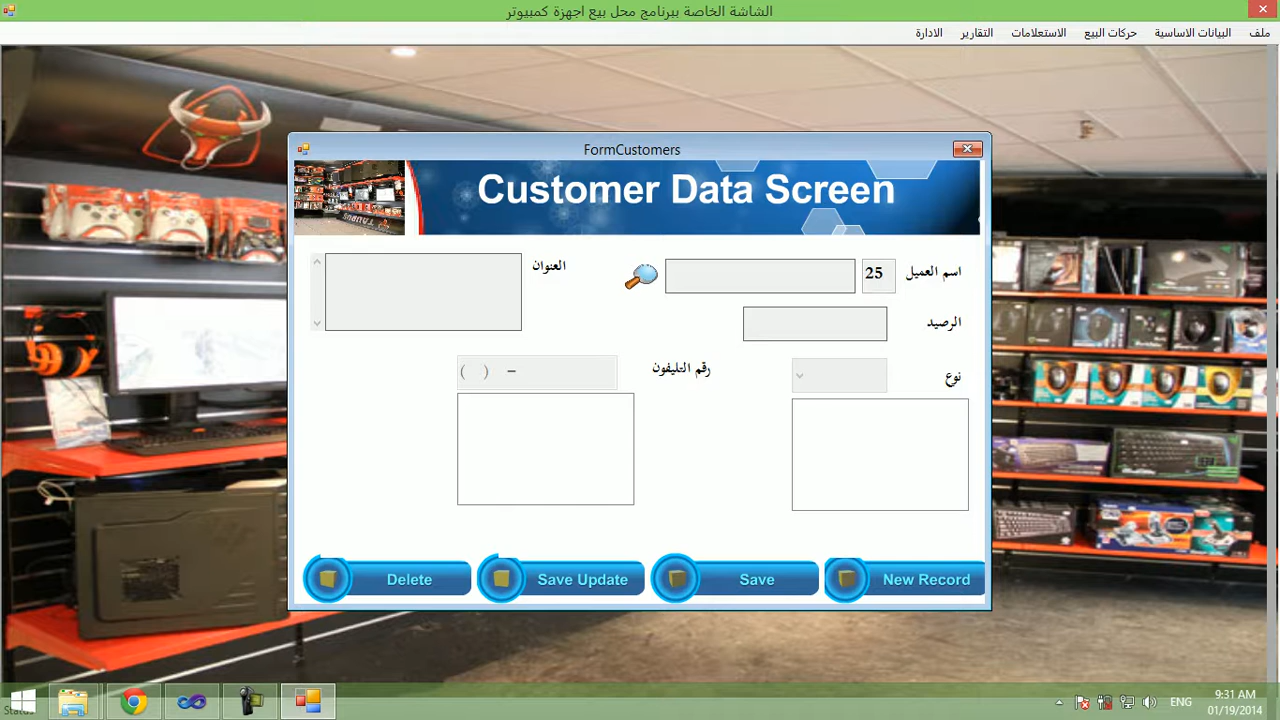 الشاشة الخاصة ببرنامج محل بيع اجهزة كمبيوتر
ملف البيانات الاساسية حركات البيع الاستعلامات التقارير الادارة
FormCustomers
Customer Data Screen
اسم العميل 25
العنوان
الرصيد
نوع
رقم التليفون ( ) –
Delete Save Update Save New Record
Status
ENG
9:31 AM
01/19/2014